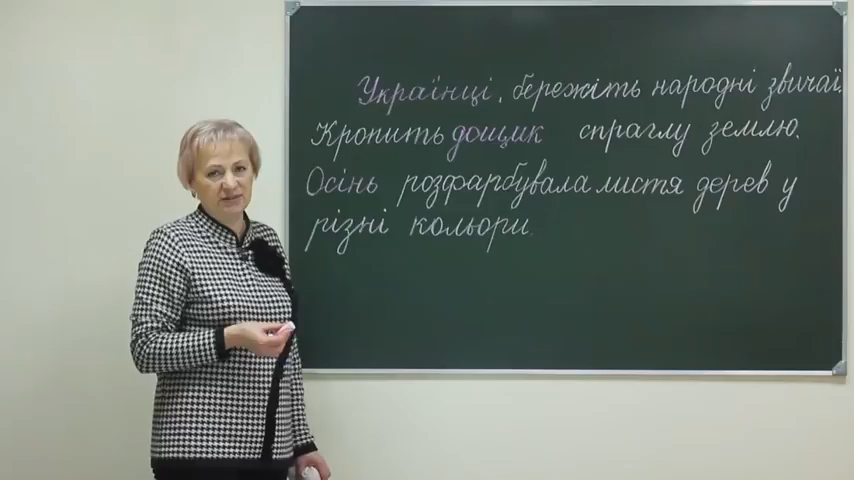 Українці, бережіть народні звичаї.
Кропить дощик спраглу землю.
Осінь розфарбувала листя дерев у
різні кольори.